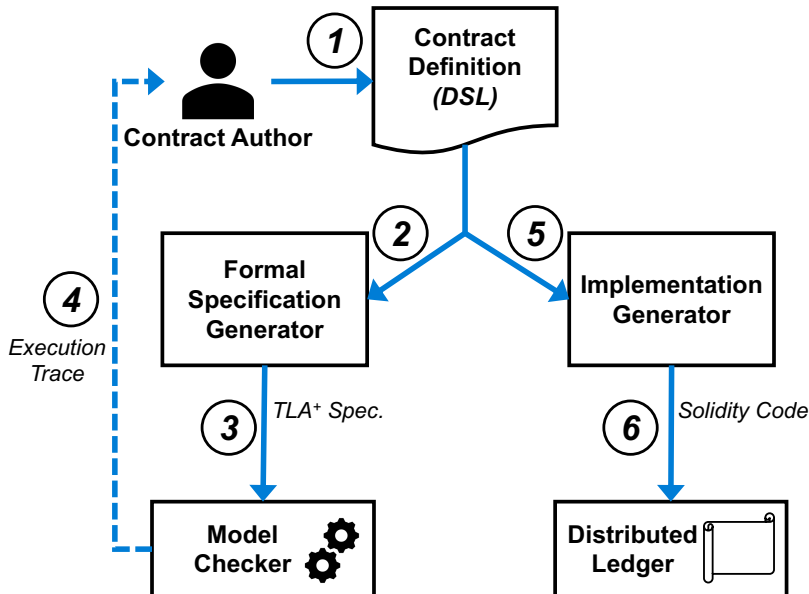 1
Contract
Definition
(DSL)
Contract Author
2
5
Formal
Specification
Generator
Implementation
Generator
4
Execution
Trace
3
TLA+ Spec.
6
Solidity Code
Model
Checker
Distributed
Ledger